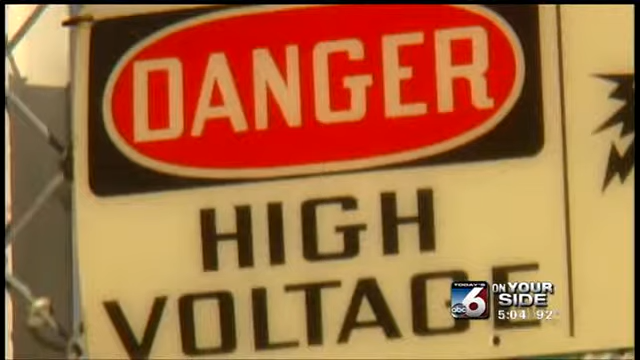 DANGER
HIGH
VOLTAGE
TODAY'S
abc 6
ON YOUR
SIDE
5:04 92°